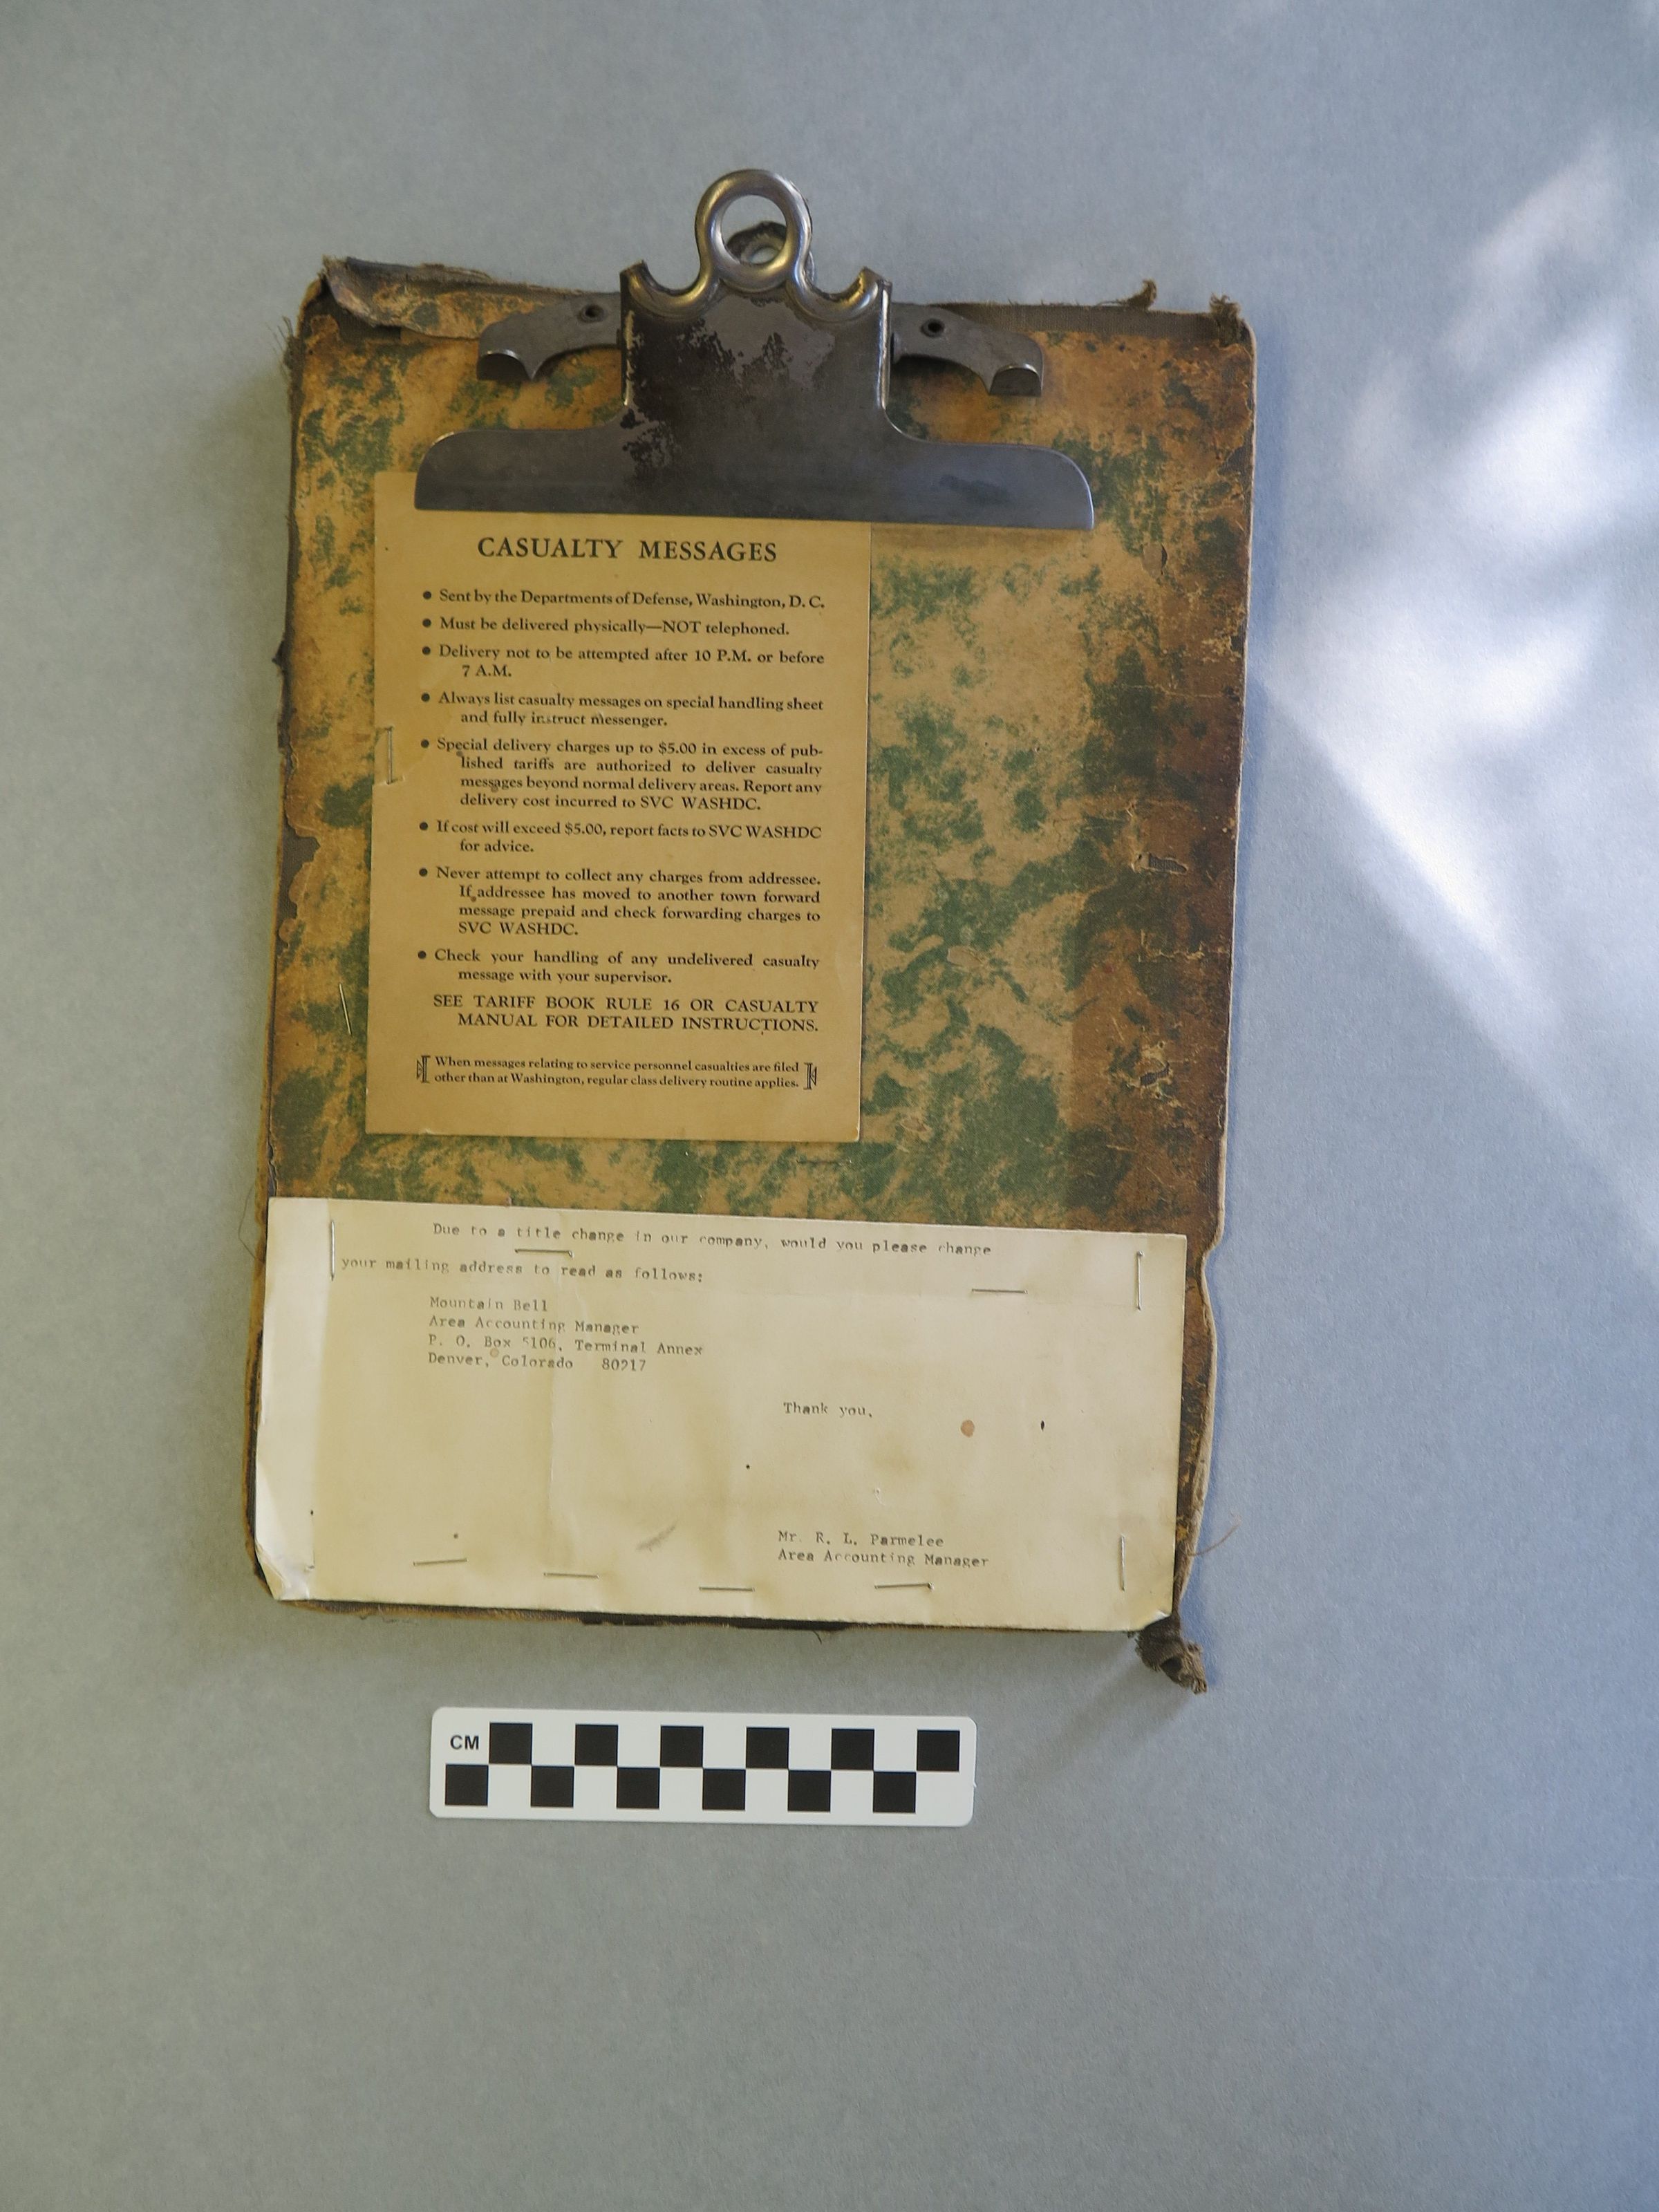 CASUALTY MESSAGES
● Sent by the Departments of Defense, Washington, D. C.
● Must be delivered physically—NOT telephoned.
● Delivery not to be attempted after 10 P.M. or before
7 A.M.
● Always list casualty messages on special handling sheet
and fully instruct messenger.
● Special delivery charges up to $5.00 in excess of pub-
lished tariffs are authorized to deliver casualty
messages beyond normal delivery areas. Report any
delivery cost incurred to SVC WASHDC.
● If cost will exceed $5.00, report facts to SVC WASHDC
for advice.
● Never attempt to collect any charges from addressee.
If addressee has moved to another town forward
message prepaid and check forwarding charges to
SVC WASHDC.
● Check your handling of any undelivered casualty
message with your supervisor.
SEE TARIFF BOOK RULE 16 OR CASUALTY
MANUAL FOR DETAILED INSTRUCTIONS.
[When messages relating to service personnel casualties are filed
other than at Washington, regular class delivery routine applies.]
Due to a title change in our company, would you please change
your mailing address to read as follows:
Mountain Bell
Area Accounting Manager
P. O. Box 5106, Terminal Annex
Denver, Colorado 80217
Thank you,
Mr. R. L. Parmelee
Area Accounting Manager
CM